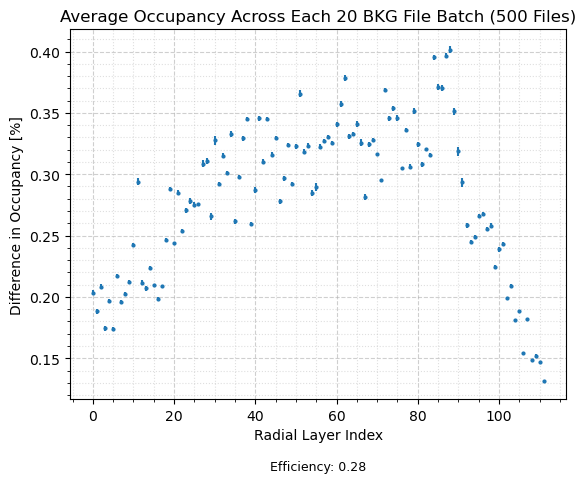 Average Occupancy Across Each 20 BKG File Batch (500 Files)
0.40
0.35
0.30
0.25
0.20
0.15
Difference in Occupancy [%]
0 20 40 60 80 100
Radial Layer Index
Efficiency: 0.28